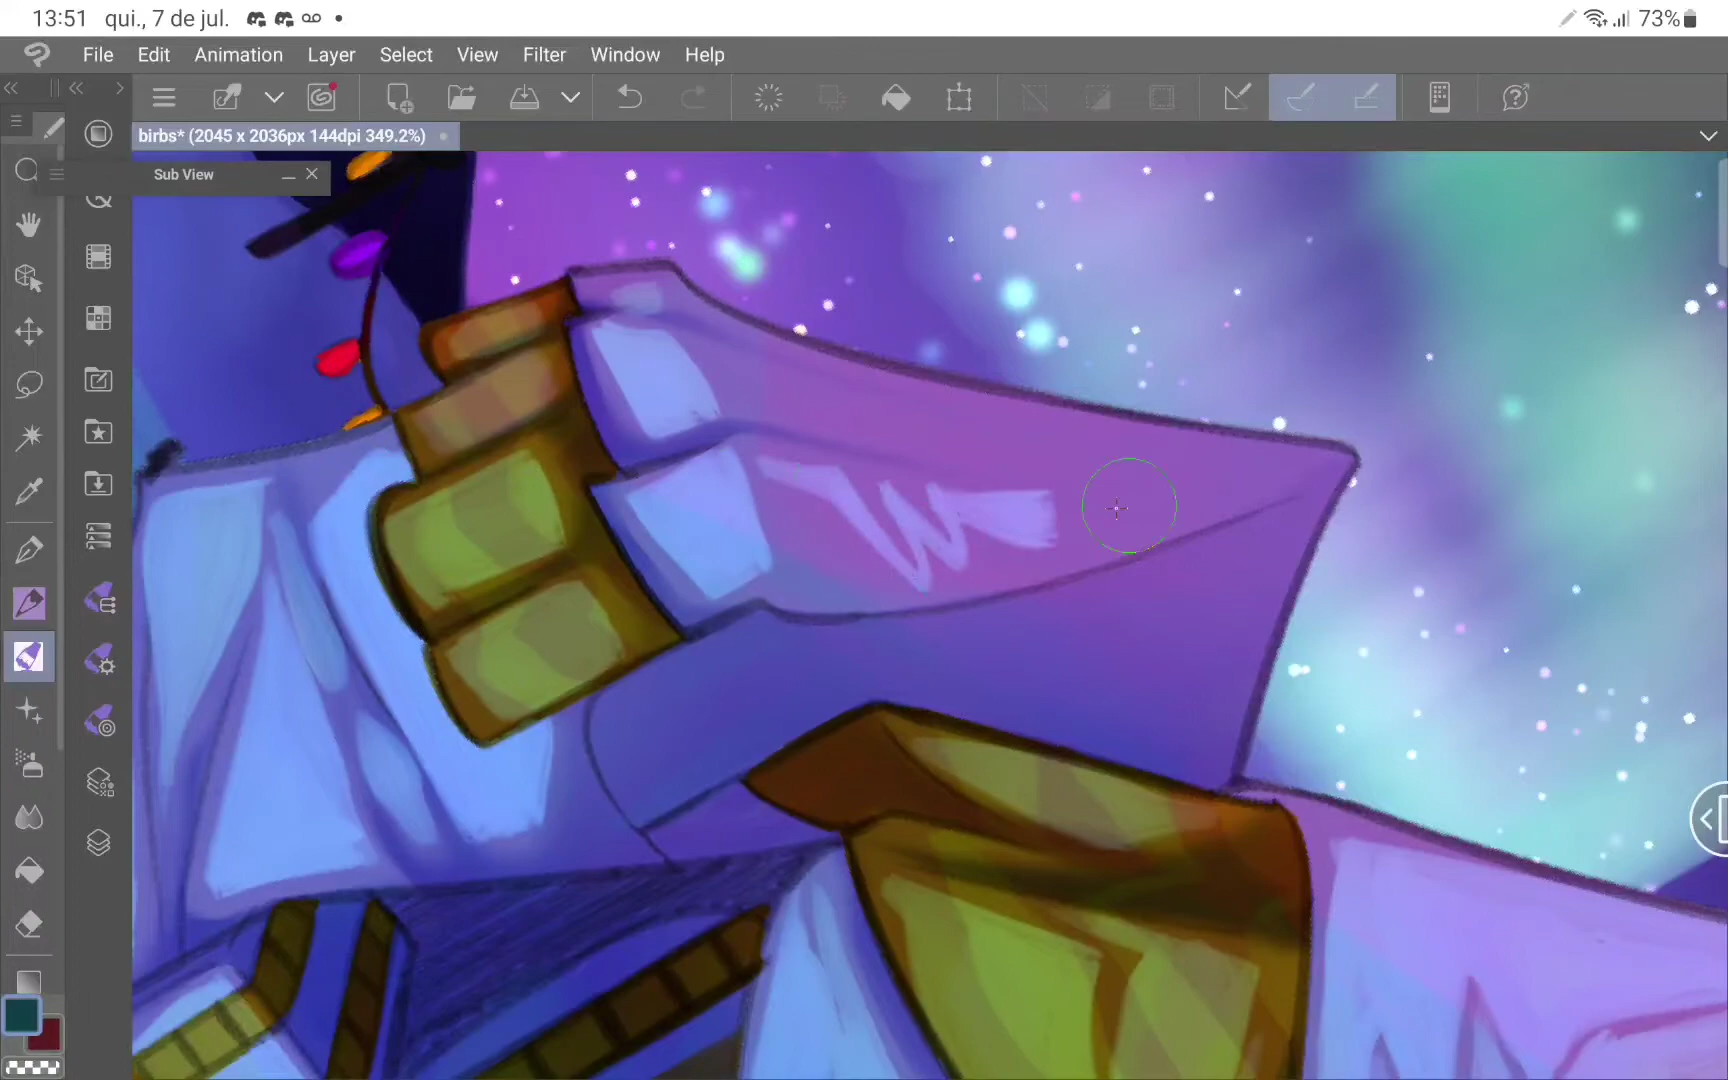 13:51 qui., 7 de jul. 73%
File Edit Animation Layer Select View Filter Window Help
birbs* (2045 x 2036px 144dpi 349.2%)
Sub View